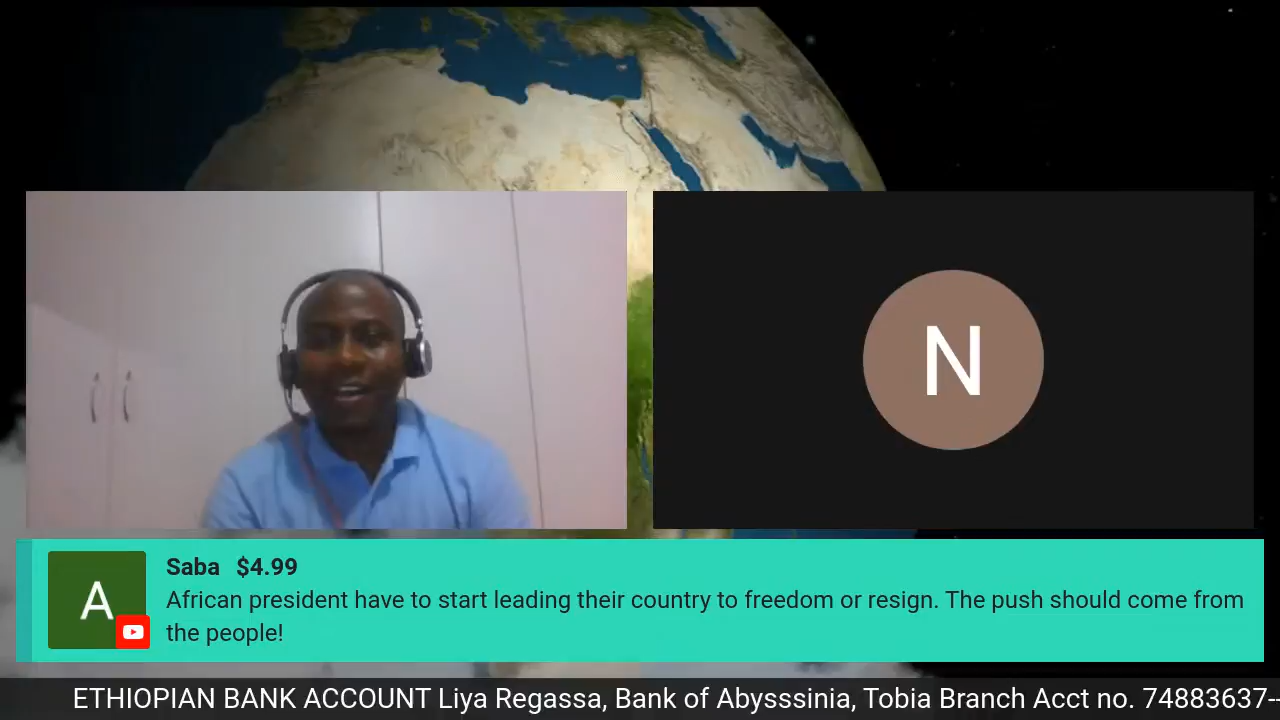 N
A
Saba $4.99
African president have to start leading their country to freedom or resign. The push should come from
the people!
ETHIOPIAN BANK ACCOUNT Liya Regassa, Bank of Abysssinia, Tobia Branch Acct no. 74883637--